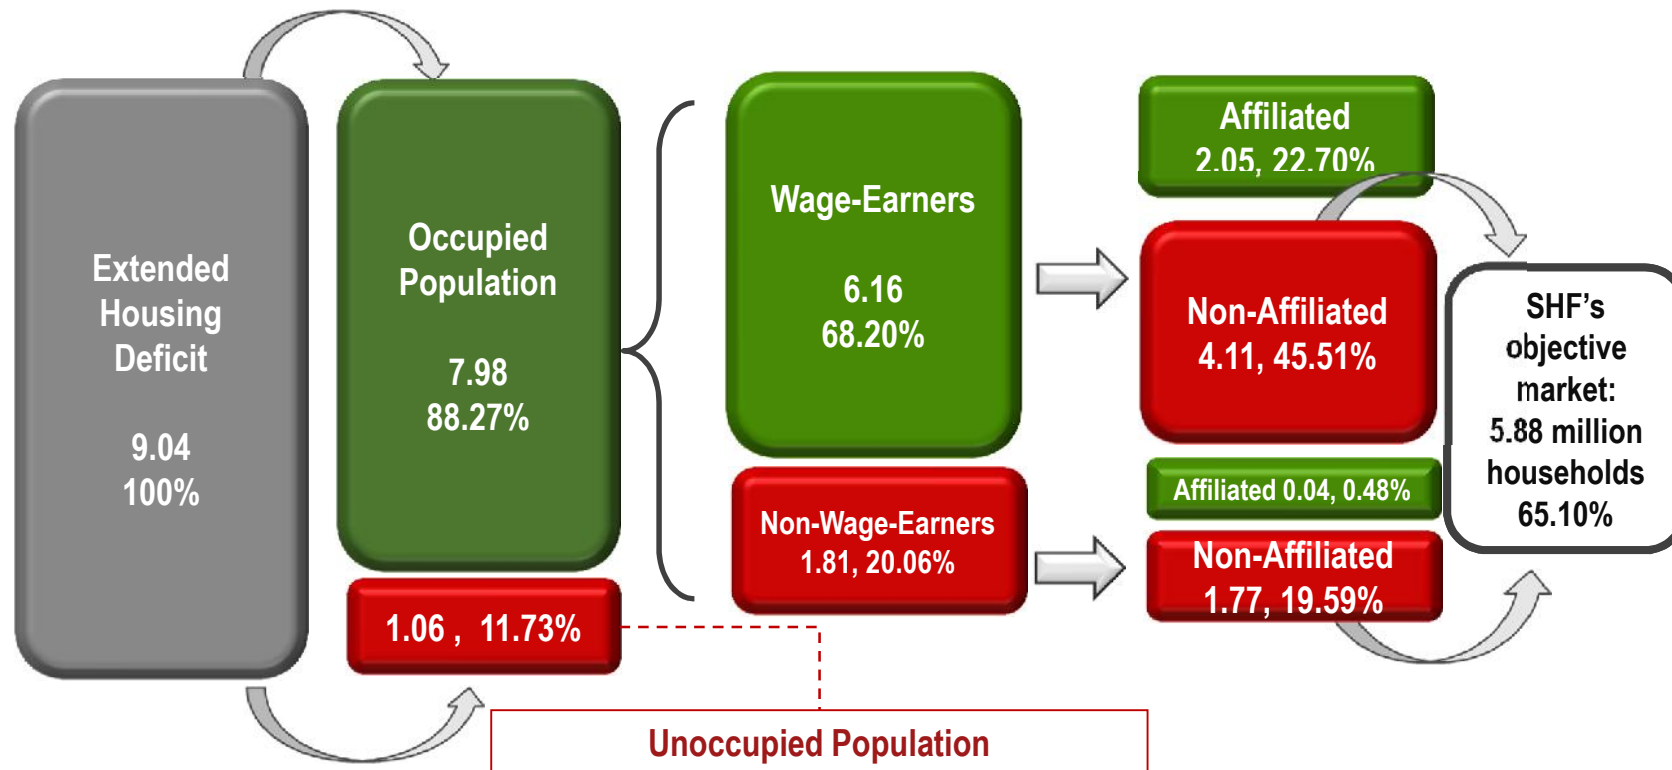 Extended
Housing
Deficit
9.04
100%
Occupied
Population
7.98
88.27%
1.06 , 11.73%
Unoccupied Population
Wage-Earners
6.16
68.20%
Non-Wage-Earners
1.81, 20.06%
Affiliated
2.05, 22.70%
Non-Affiliated
4.11, 45.51%
Affiliated 0.04, 0.48%
Non-Affiliated
1.77, 19.59%
SHF's
objective
market:
5.88 million
households
65.10%